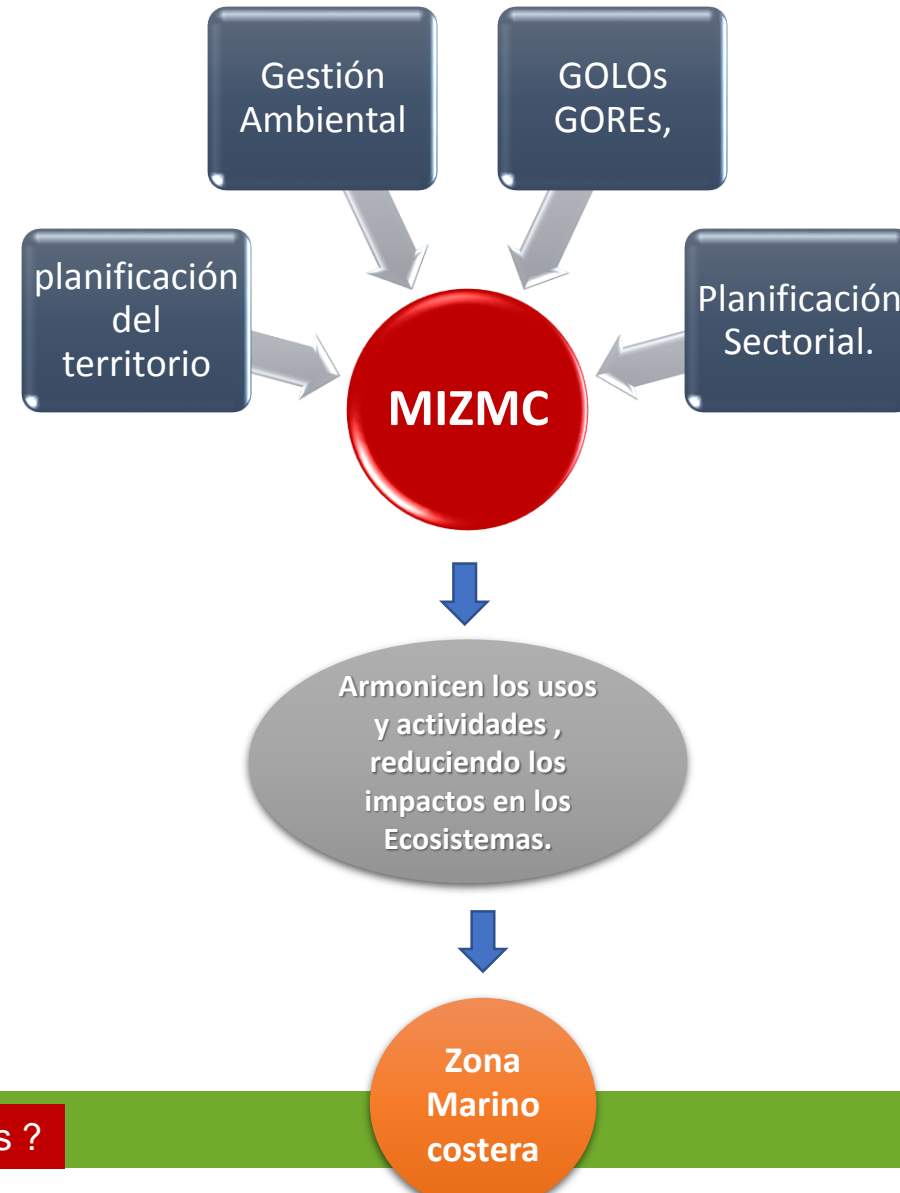 Gestión
Ambiental
GOLOs
GOREs,
planificación
del
territorio
Planificación
Sectorial.
MIZMC
Armonicen los usos
y actividades ,
reduciendo los
impactos en los
Ecosistemas.
Zona
Marino
costera
s ?